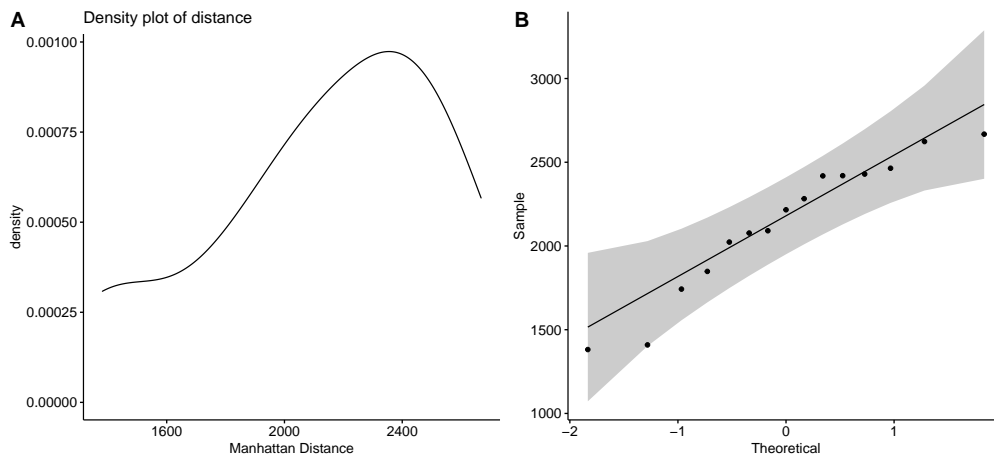 A
Density plot of distance
0.00100
0.00075
0.00050
0.00025
0.00000
density
1600 2000 2400
Manhattan Distance
B
3000
2500
2000
1500
1000
Sample
−2 −1 0 1
Theoretical